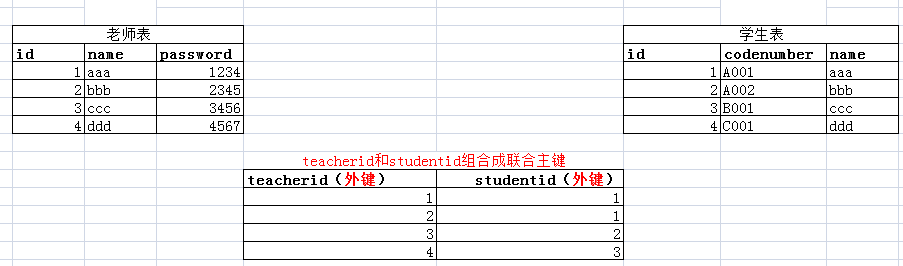 老师表 学生表
id name password id codenumber name
1 aaa 1234 1 A001 aaa
2 bbb 2345 2 A002 bbb
3 ccc 3456 3 B001 ccc
4 ddd 4567 4 C001 ddd
teacherid和studentid组合成联合主键
teacherid（外键） studentid（外键）
1 1
2 1
3 2
4 3